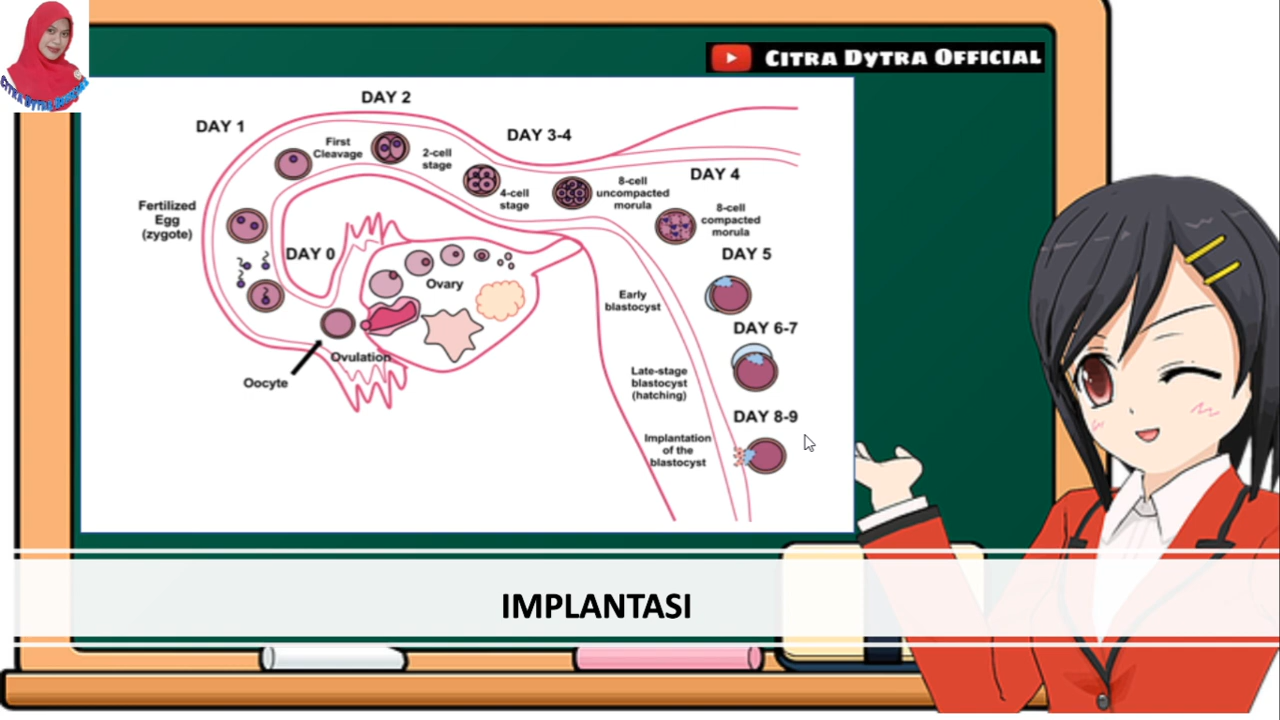 CITRA DYTRA OFFICIAL
DAY 2
DAY 1
First
Cleavage
2-cell
stage
DAY 3-4
4-cell
stage
8-cell
uncompacted
morula
DAY 4
8-cell
compacted
morula
Fertilized
Egg
(zygote)
DAY 0
Ovary
DAY 5
Early
blastocyst
DAY 6-7
Ovulation
Oocyte
Late-stage
blastocyst
(hatching)
DAY 8-9
Implantation
of the
blastocyst
IMPLANTASI